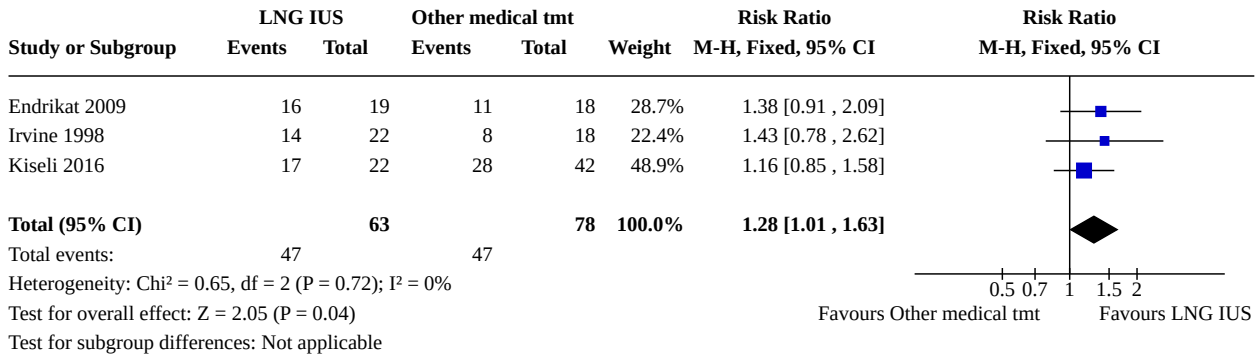 LNG IUS Other medical tmt Risk Ratio Risk Ratio
Study or Subgroup Events Total Events Total Weight M-H, Fixed, 95% CI M-H, Fixed, 95% CI
Endrikat 2009 16 19 11 18 28.7% 1.38 [0.91 , 2.09]
Irvine 1998 14 22 8 18 22.4% 1.43 [0.78 , 2.62]
Kiseli 2016 17 22 28 42 48.9% 1.16 [0.85 , 1.58]
Total (95% CI) 63 78 100.0% 1.28 [1.01 , 1.63]
Total events: 47 47
Heterogeneity: Chi² = 0.65, df = 2 (P = 0.72); I² = 0%
0.5 0.7 1 1.5 2
Test for overall effect: Z = 2.05 (P = 0.04) Favours Other medical tmt Favours LNG IUS
Test for subgroup differences: Not applicable